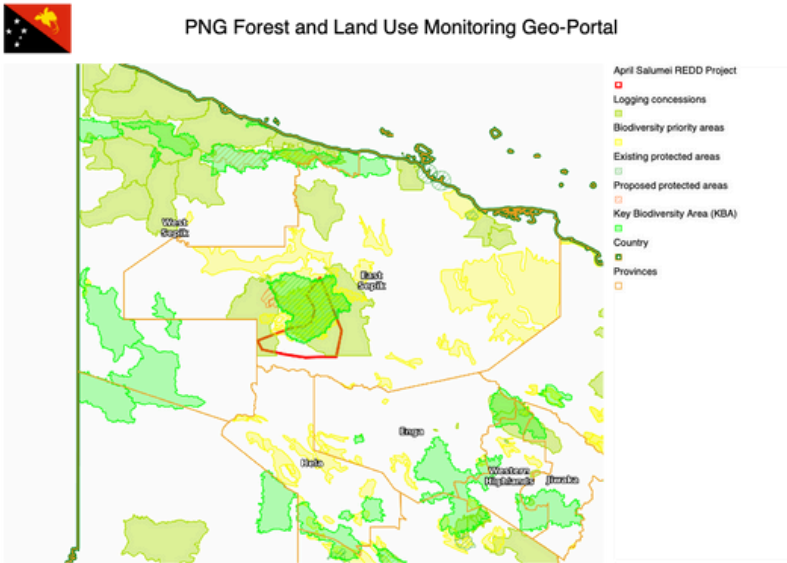 PNG Forest and Land Use Monitoring Geo-Portal
April Salumei REDD Project
Logging concessions
Biodiversity priority areas
Existing protected areas
Proposed protected areas
Key Biodiversity Area (KBA)
Country
Provinces
West
Sepik
East
Sepik
Enga
Hela
Western
Highlands
Jiwaka